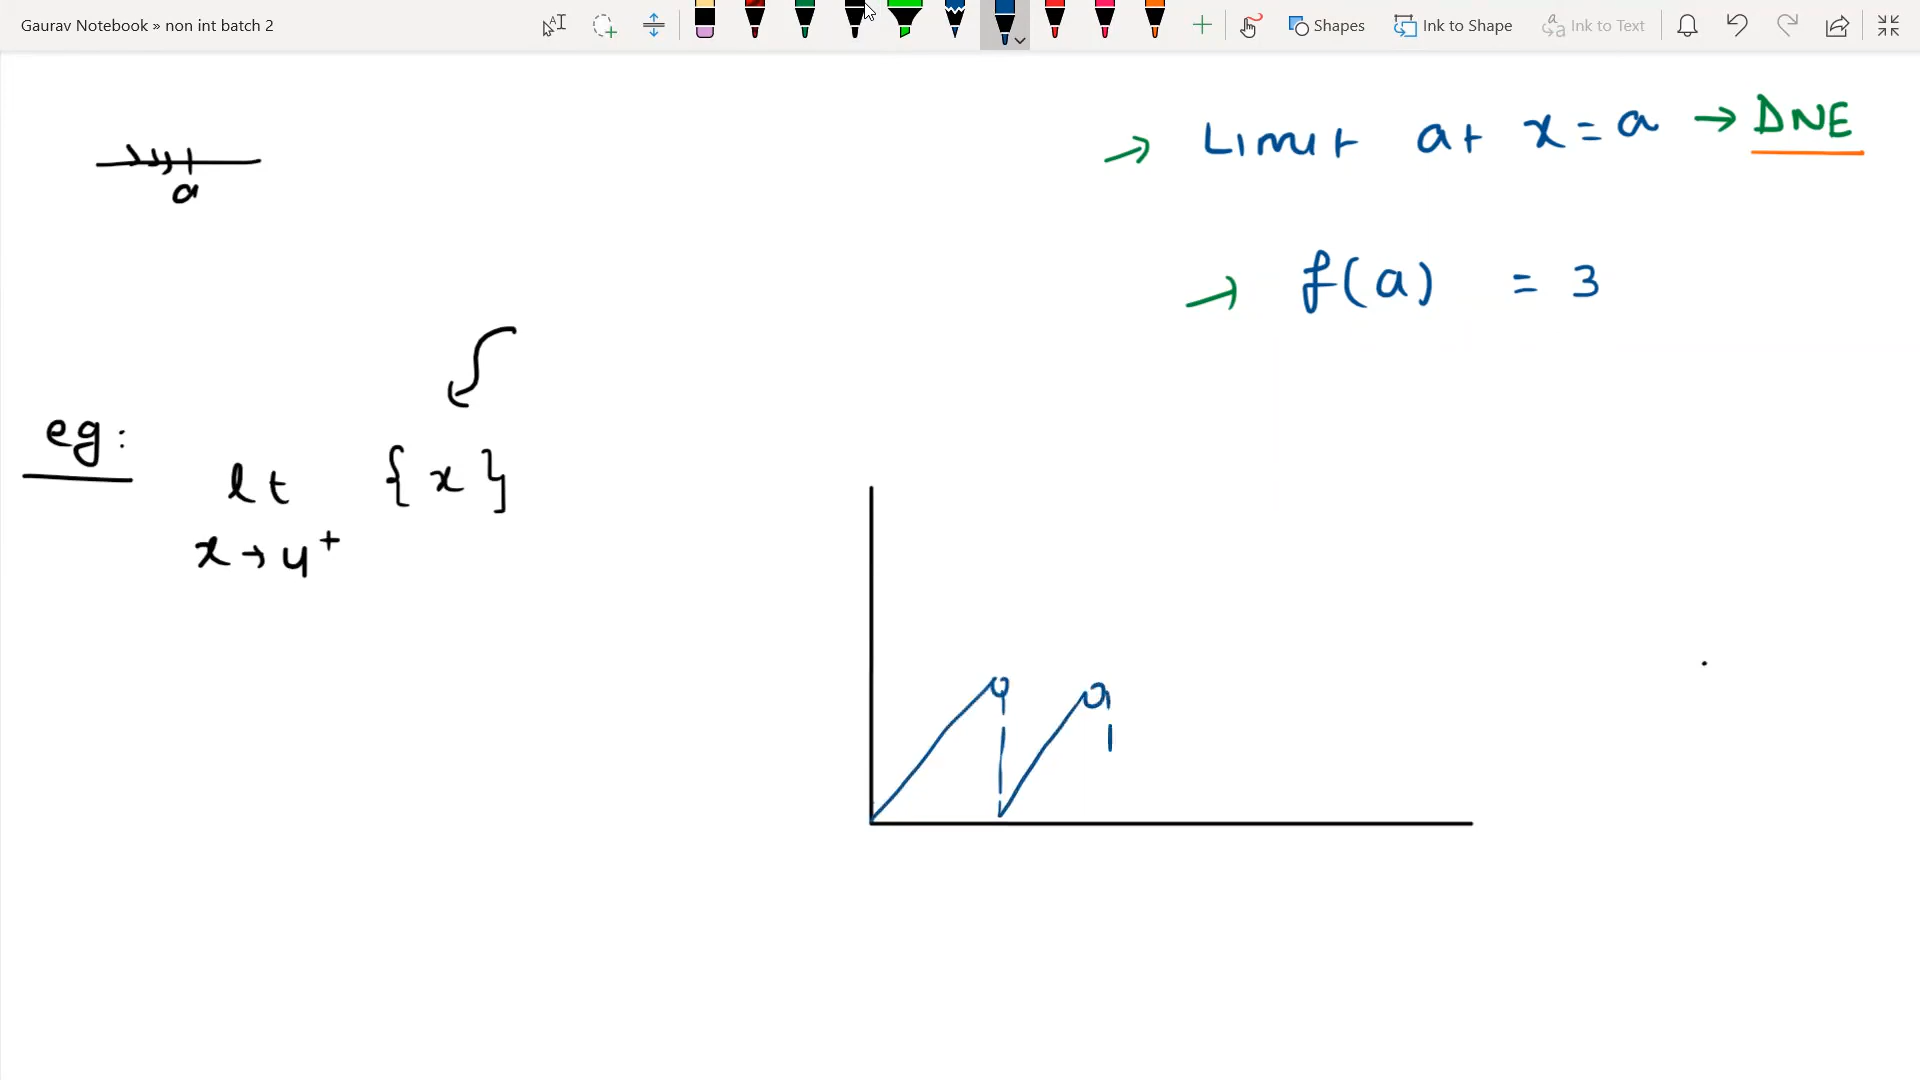 Gaurav Notebook » non int batch 2
Shapes
Ink to Shape
Ink to Text
a
→ Limit at x = a → DNE
→ f(a) = 3
eg:
lt {x}
x→4⁺